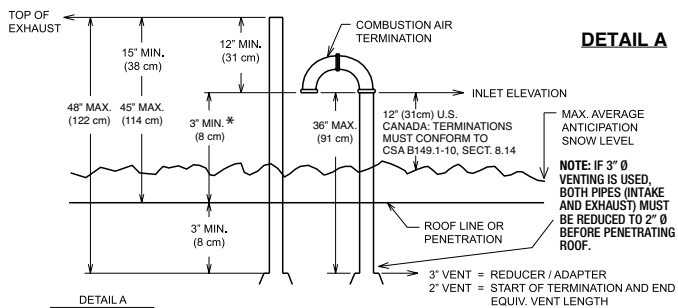 TOP OF
EXHAUST
15" MIN.
(38 cm)
12" MIN.
(31 cm)
COMBUSTION AIR
TERMINATION
DETAIL A
INLET ELEVATION
48" MAX.
(122 cm)
45" MAX.
(114 cm)
3" MIN.*
(8 cm)
36" MAX.
(91 cm)
12" (31cm) U.S.
CANADA: TERMINATIONS
MUST CONFORM TO
CSA B149.1-10, SECT. 8.14
MAX. AVERAGE
ANTICIPATION
SNOW LEVEL
NOTE: IF 3" Ø
VENTING IS USED,
BOTH PIPES (INTAKE
AND EXHAUST) MUST
BE REDUCED TO 2" Ø
BEFORE PENETRATING
ROOF.
3" MIN.
(8 cm)
ROOF LINE OR
PENETRATION
3" VENT = REDUCER / ADAPTER
2" VENT = START OF TERMINATION AND END
EQUIV. VENT LENGTH
DETAIL A